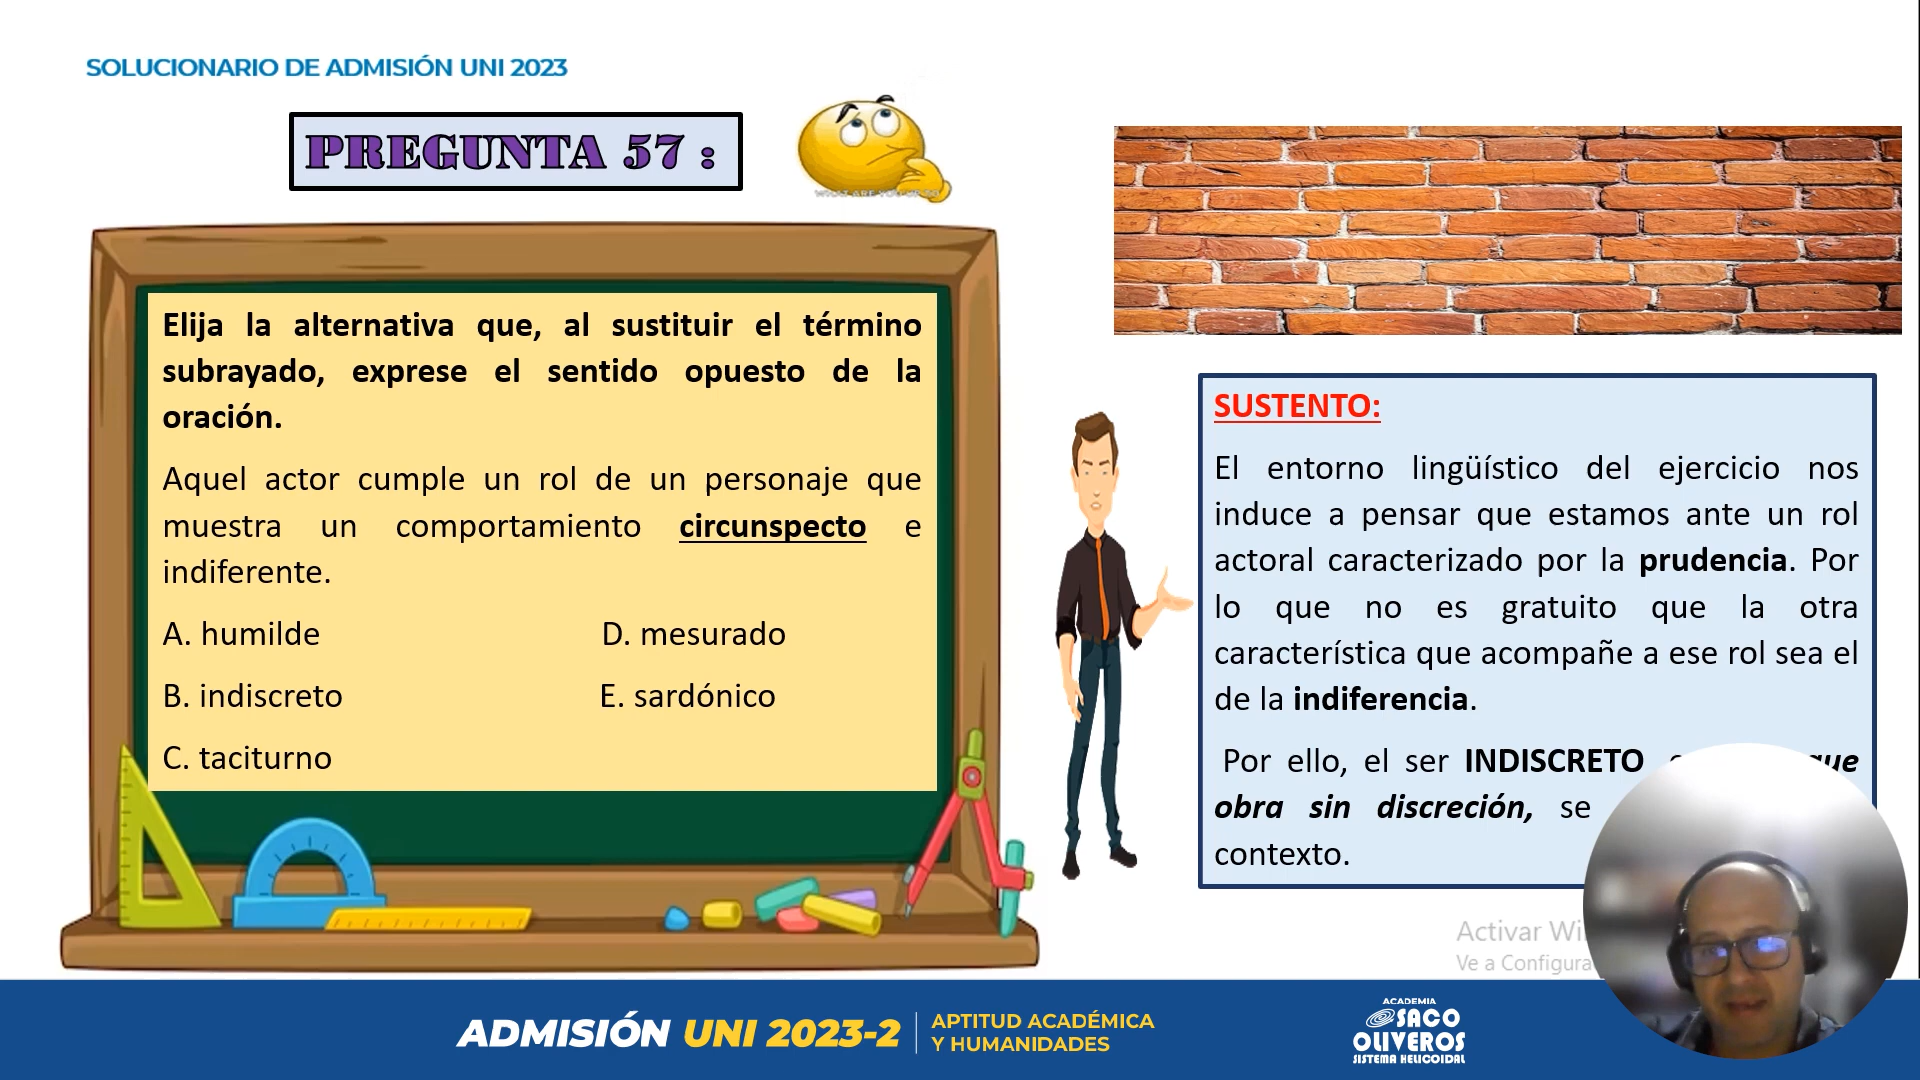 SOLUCIONARIO DE ADMISIÓN UNI 2023
PREGUNTA 57 :
Elija la alternativa que, al sustituir el término
subrayado, exprese el sentido opuesto de la
oración.
Aquel actor cumple un rol de un personaje que
muestra un comportamiento circunspecto e
indiferente.
A. humilde D. mesurado
B. indiscreto E. sardónico
C. taciturno
SUSTENTO:
El entorno lingüístico del ejercicio nos
induce a pensar que estamos ante un rol
actoral caracterizado por la prudencia. Por
lo que no es gratuito que la otra
característica que acompañe a ese rol sea el
de la indiferencia.
Por ello, el ser INDISCRETO
obra sin discreción, se
contexto.
Activar
Ve a
ADMISIÓN UNI 2023-2
APTITUD ACADÉMICA
Y HUMANIDADES
ACADEMIA
SACO
OLIVEROS
SISTEMA HELICOIDAL